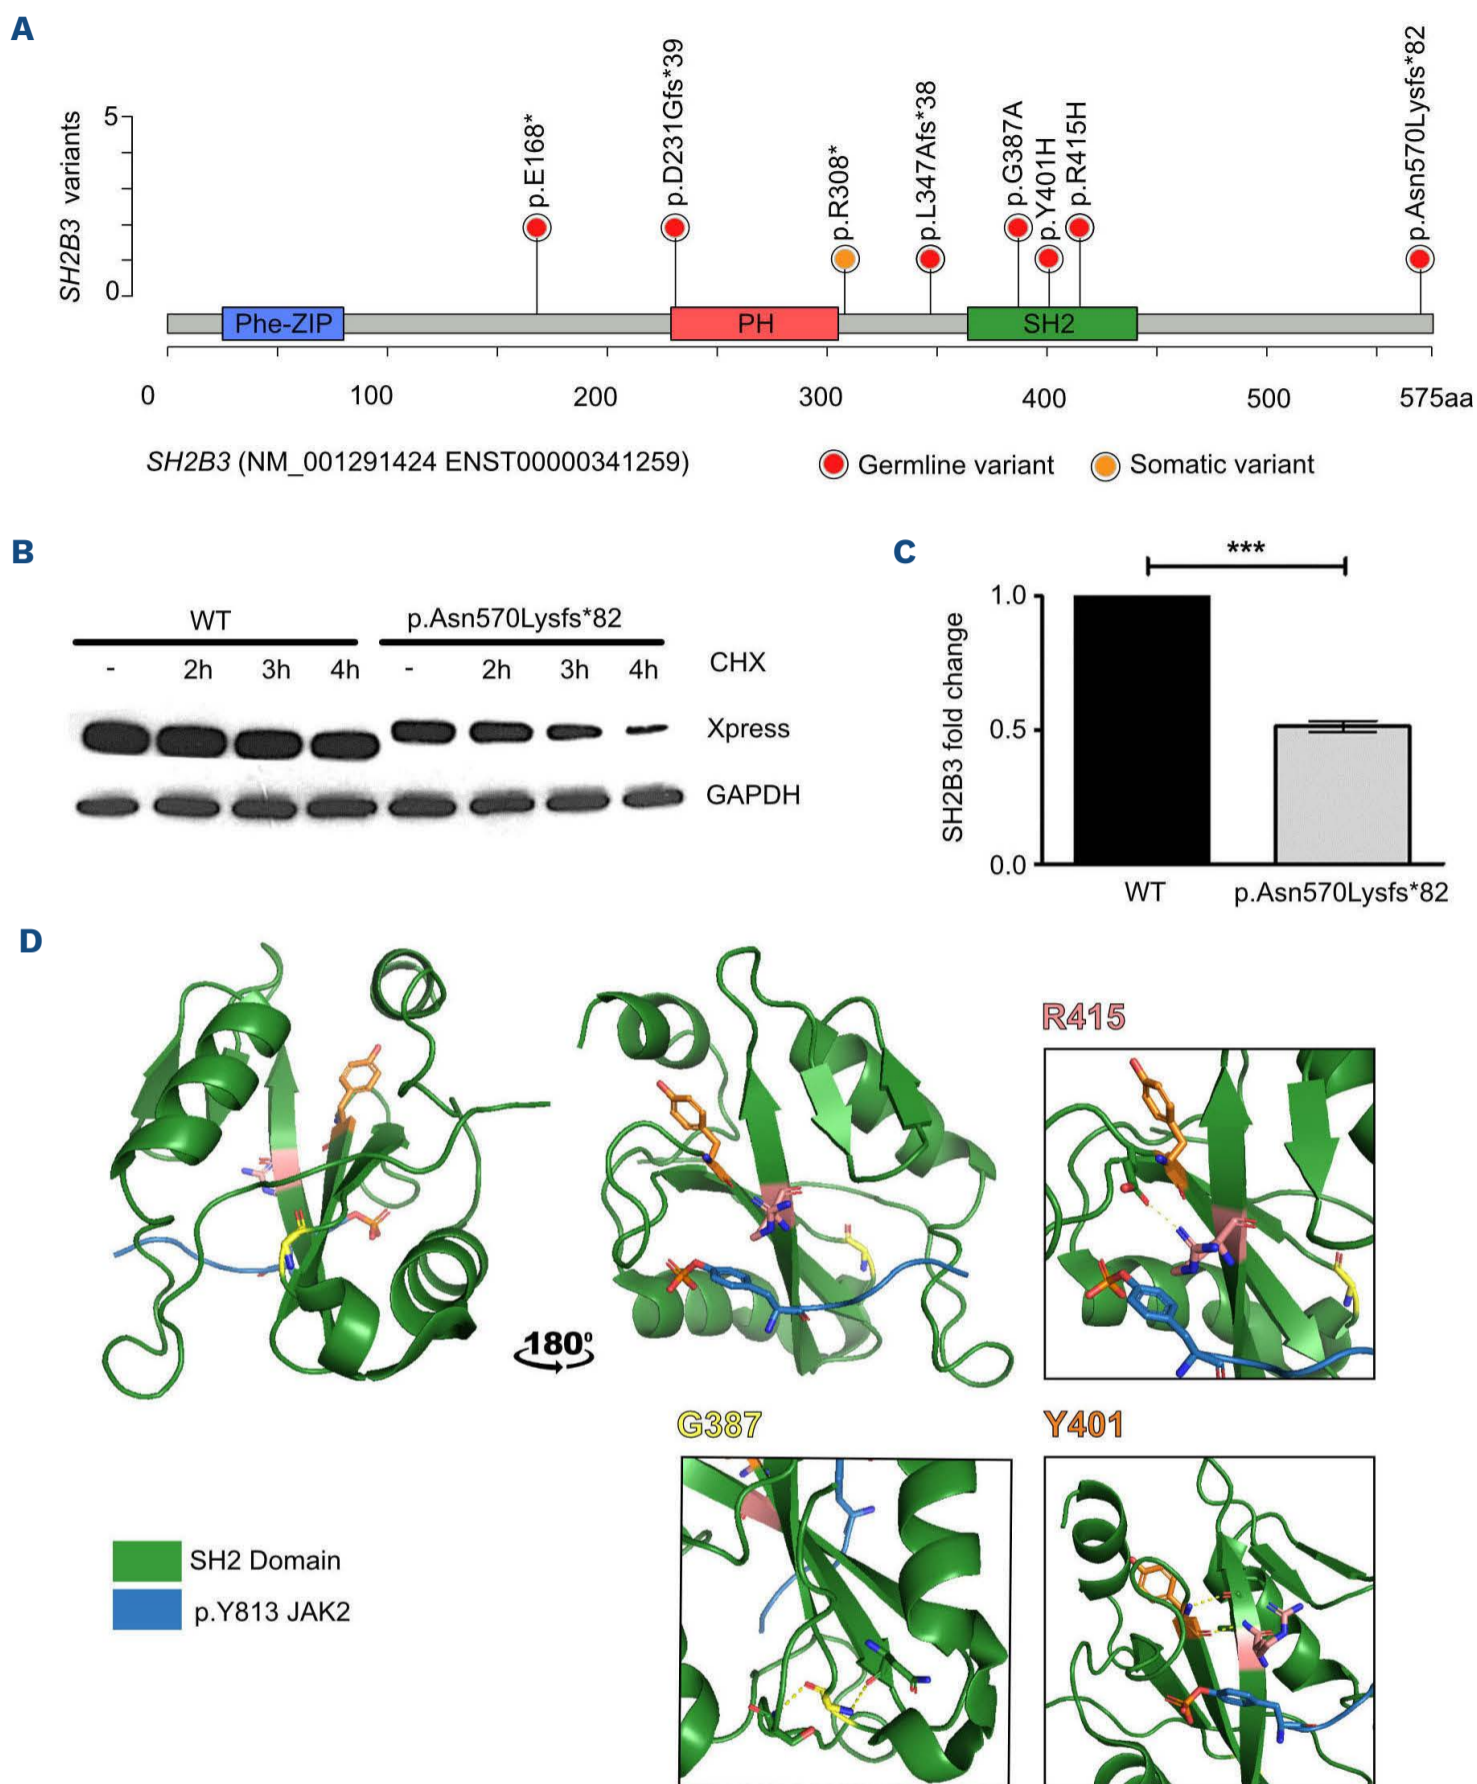 A
SH2B3 variants
5
0
p.E168*
p.D231Gfs*39
p.R308*
p.L347Afs*38
p.G387A
p.Y401H
p.R415H
p.Asn570Lysfs*82
Phe-ZIP
PH
SH2
0 100 200 300 400 500 575aa
SH2B3 (NM_001291424 ENST00000341259)
Germline variant
Somatic variant
B
WT p.Asn570Lysfs*82
- 2h 3h 4h - 2h 3h 4h CHX
Xpress
GAPDH
C
***
SH2B3 fold change
1.0
0.5
0.0
WT p.Asn570Lysfs*82
D
180º
R415
G387
Y401
SH2 Domain
p.Y813 JAK2